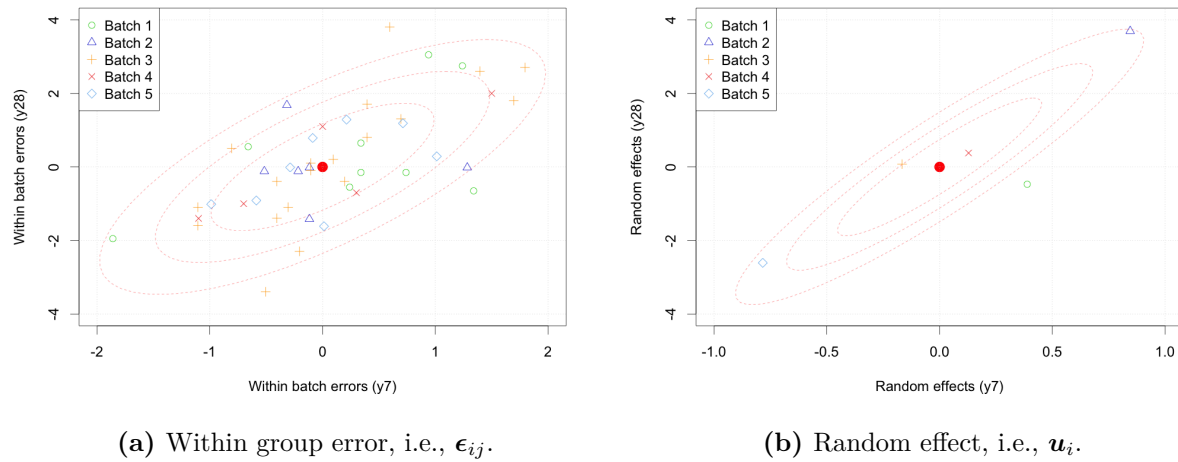 Batch 1
Batch 2
Batch 3
Batch 4
Batch 5
4
2
0
-2
-4
Within batch errors (y28)
-2
-1
0
1
2
Within batch errors (y7)
(a) Within group error, i.e., ϵij.
Batch 1
Batch 2
Batch 3
Batch 4
Batch 5
4
2
0
-2
-4
Random effects (y28)
-1.0
-0.5
0.0
0.5
1.0
Random effects (y7)
(b) Random effect, i.e., ui.